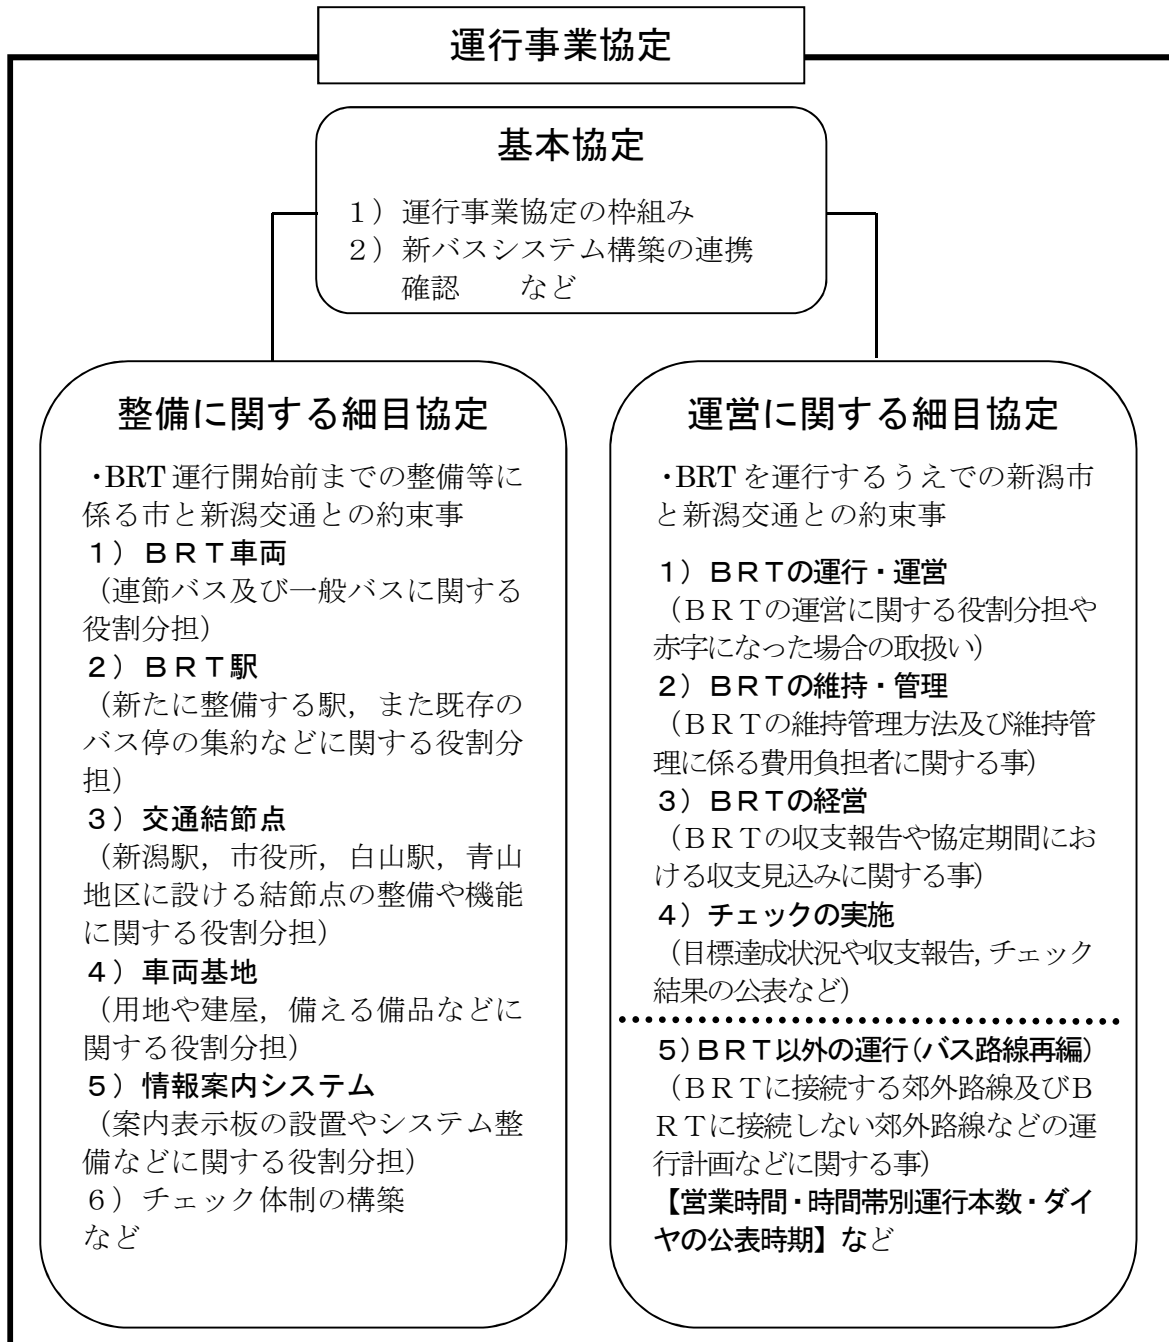 運行事業協定
基本協定
１）運行事業協定の枠組み
２）新バスシステム構築の連携
確認　　など
整備に関する細目協定
・BRT 運行開始前までの整備等に
係る市と新潟交通との約束事
１）ＢＲＴ車両
（連節バス及び一般バスに関する
役割分担）
２）ＢＲＴ駅
（新たに整備する駅，また既存の
バス停の集約などに関する役割分
担）
３）交通結節点
（新潟駅，市役所，白山駅，青山
地区に設ける結節点の整備や機能
に関する役割分担）
４）車両基地
（用地や建屋，備える備品などに
関する役割分担）
５）情報案内システム
（案内表示板の設置やシステム整
備などに関する役割分担）
６）チェック体制の構築
など
運営に関する細目協定
・BRT を運行するうえでの新潟市
と新潟交通との約束事
１）ＢＲＴの運行・運営
（ＢＲＴの運営に関する役割分担や
赤字になった場合の取扱い）
２）ＢＲＴの維持・管理
（ＢＲＴの維持管理方法及び維持管
理に係る費用負担者に関する事）
３）ＢＲＴの経営
（ＢＲＴの収支報告や協定期間にお
ける収支見込みに関する事）
４）チェックの実施
（目標達成状況や収支報告，チェック
結果の公表など）
５）ＢＲＴ以外の運行（バス路線再編）
（ＢＲＴに接続する郊外路線及びＢ
ＲＴに接続しない郊外路線などの運
行計画などに関する事）
【営業時間・時間帯別運行本数・ダイ
ヤの公表時期】など